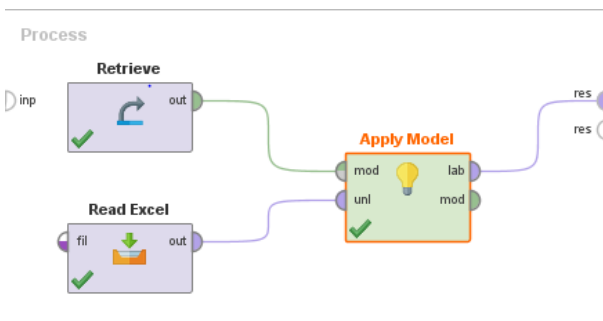 Process
Retrieve
inp
out
res
res
Apply Model
mod
lab
unl
mod
Read Excel
fil
out